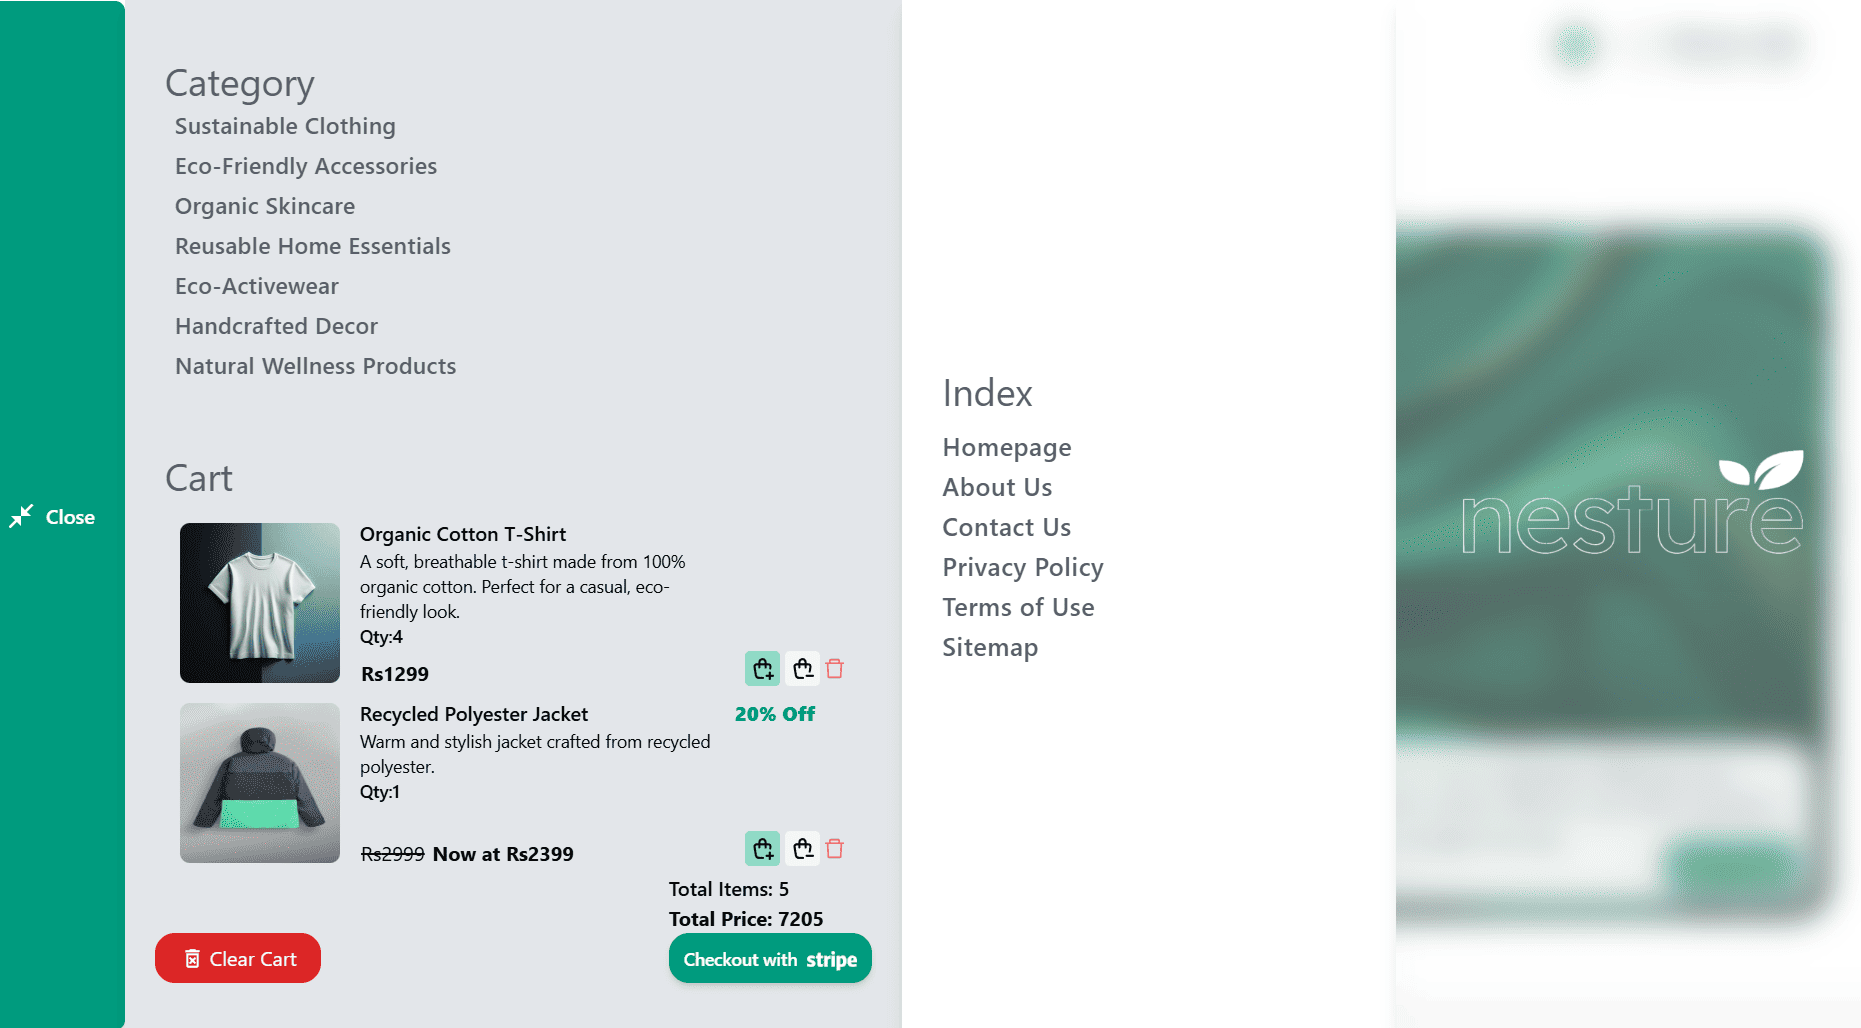 Close
Category
Sustainable Clothing
Eco-Friendly Accessories
Organic Skincare
Reusable Home Essentials
Eco-Activewear
Handcrafted Decor
Natural Wellness Products
Cart
Organic Cotton T-Shirt
A soft, breathable t-shirt made from 100%
organic cotton. Perfect for a casual, eco-
friendly look.
Qty:4
Rs1299
Recycled Polyester Jacket
20% Off
Warm and stylish jacket crafted from recycled
polyester.
Qty:1
Rs2999 Now at Rs2399
Total Items: 5
Total Price: 7205
Clear Cart
Checkout with stripe
Index
Homepage
About Us
Contact Us
Privacy Policy
Terms of Use
Sitemap
nesture